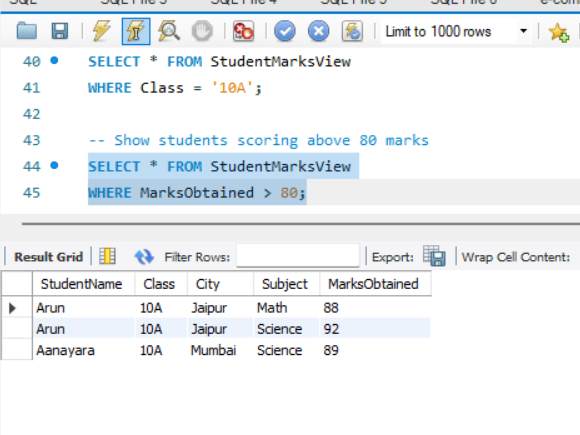 SQL File 3 SQL File 4 SQL File 5 SQL File 6 e-com
Limit to 1000 rows
40 SELECT * FROM StudentMarksView
41 WHERE Class = '10A';
42
43 -- Show students scoring above 80 marks
44 SELECT * FROM StudentMarksView
45 WHERE MarksObtained > 80;
Result Grid Filter Rows: Export: Wrap Cell Content:
StudentName Class City Subject MarksObtained
Arun 10A Jaipur Math 88
Arun 10A Jaipur Science 92
Aanayara 10A Mumbai Science 89